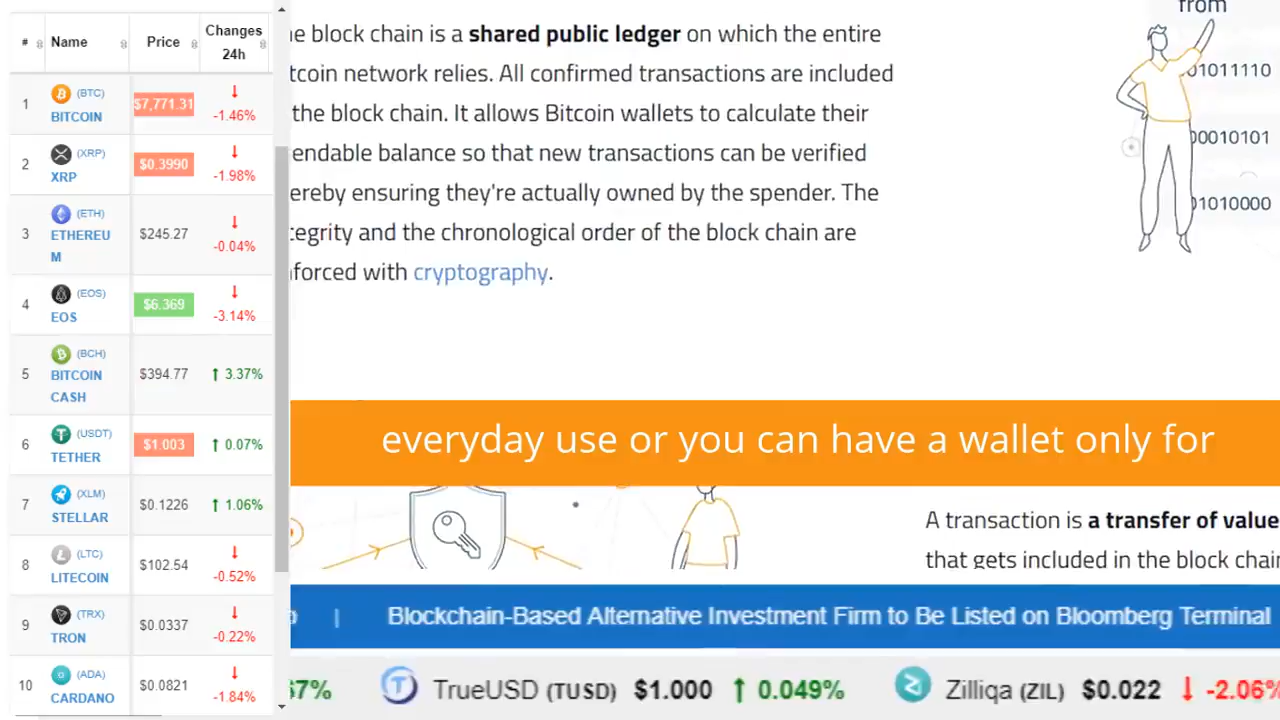 # Name Price Changes 24h
1 (BTC) BITCOIN $7,771.31 ↓ -1.46%
2 (XRP) XRP $0.3990 ↓ -1.98%
3 (ETH) ETHEREU M $245.27 ↓ -0.04%
4 (EOS) EOS $6.369 ↓ -3.14%
5 (BCH) BITCOIN CASH $394.77 ↑ 3.37%
6 (USDT) TETHER $1.003 ↑ 0.07%
7 (XLM) STELLAR $0.1226 ↑ 1.06%
8 (LTC) LITECOIN $102.54 ↓ -0.52%
9 (TRX) TRON $0.0337 ↓ -0.22%
10 (ADA) CARDANO $0.0821 ↓ -1.84%
block chain is a shared public ledger on which the entire
network relies. All confirmed transactions are included
the block chain. It allows Bitcoin wallets to calculate their
balance so that new transactions can be verified
ensuring they're actually owned by the spender. The
and the chronological order of the block chain are
with cryptography.
from
01011110
00010101
01010000
everyday use or you can have a wallet only for
A transaction is a transfer of value
that gets included in the block chain
| Blockchain-Based Alternative Investment Firm to Be Listed on Bloomberg Terminal
7% TrueUSD (TUSD) $1.000 ↑ 0.049% Zilliqa (ZIL) $0.022 ↓ -2.06%